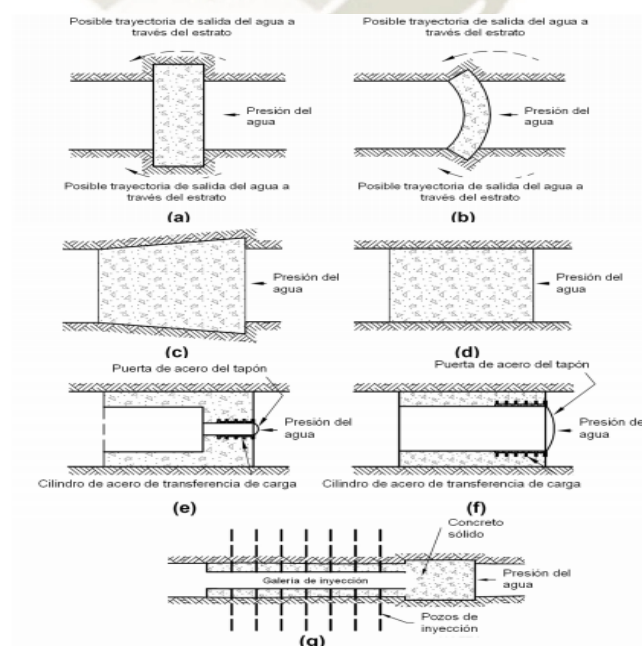 Posible trayectoria de salida del agua a
través del estrato
Posible trayectoria de salida del agua a
través del estrato
Presión del
agua
Presión del
agua
Posible trayectoria de salida del agua a
través del estrato
Posible trayectoria de salida del agua a
través del estrato
(a)
(b)
Presión del
agua
Presión del
agua
(c)
(d)
Puerta de acero del tapón
Puerta de acero del tapón
Presión del
agua
Presión del
agua
Cilindro de acero de transferencia de carga
Cilindro de acero de transferencia de carga
(e)
(f)
Concreto
sólido
Galería de inyección
Presión del
agua
Pozos de
inyección
(g)